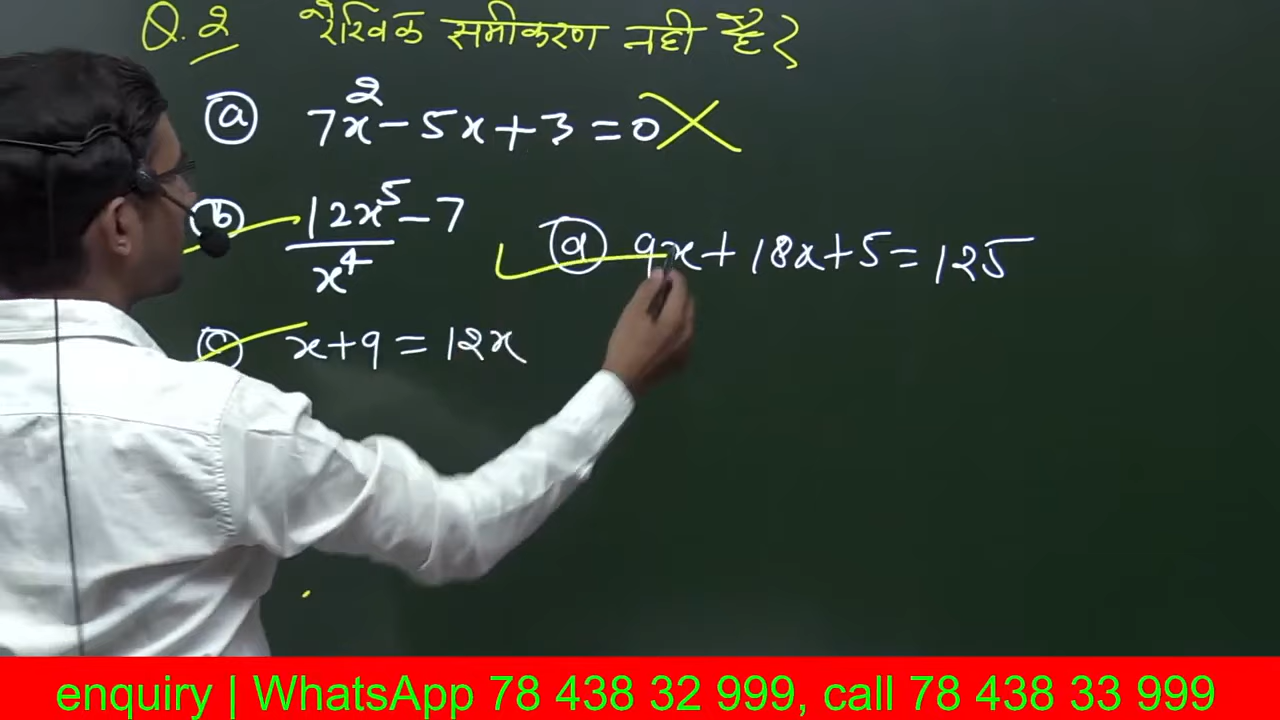 Q.2 रैखिक समीकरण नही है?
(a) 7x² - 5x + 3 = 0
(b) 12x⁵ - 7
x⁴
(c) x + 9 = 12x
(d) 9x + 18x + 5 = 125
enquiry | WhatsApp 78 438 32 999, call 78 438 33 999